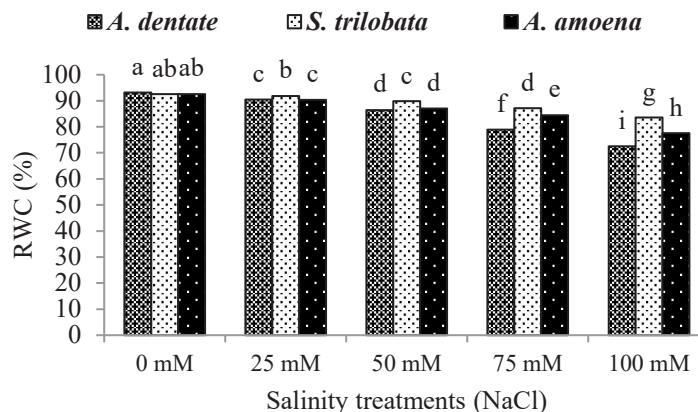 A. dentate S. trilobata A. amoena
100
90
80
70
60
50
40
30
20
10
0
RWC (%)
a ab ab c b c d c d f d e i g h
0 mM 25 mM 50 mM 75 mM 100 mM
Salinity treatments (NaCl)